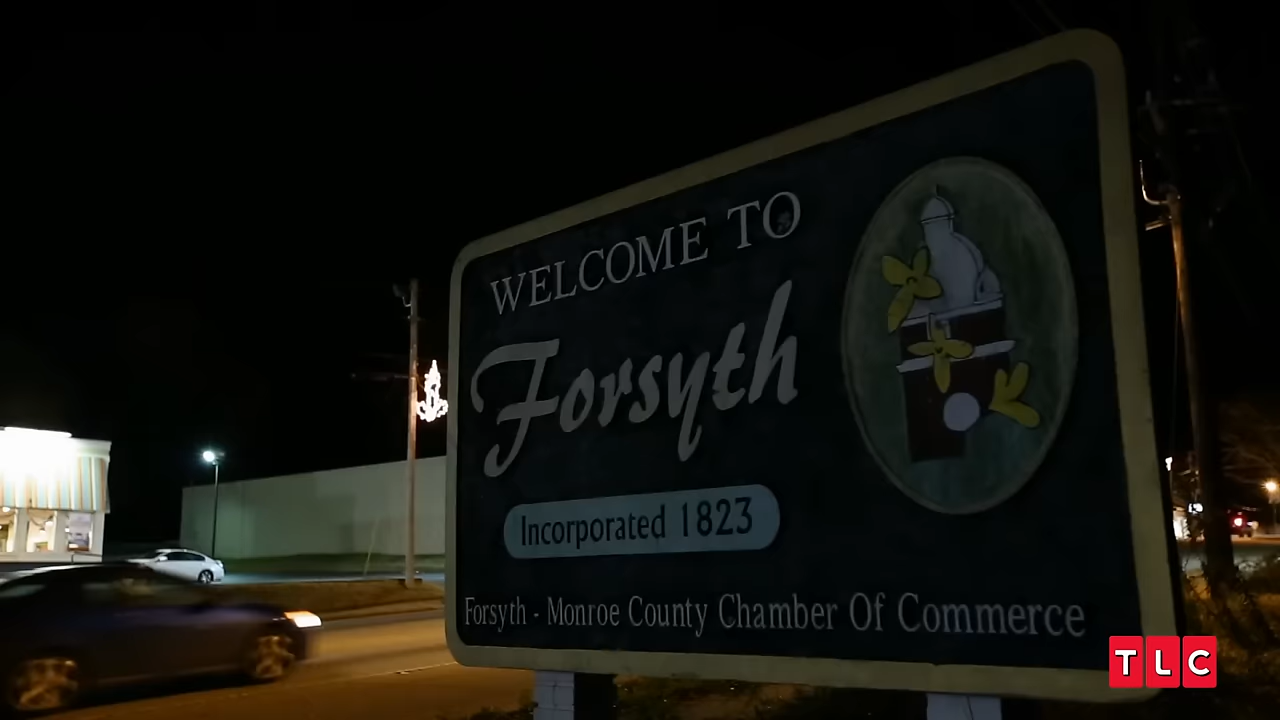 WELCOME TO
Forsyth
Incorporated 1823
Forsyth - Monroe County Chamber Of Commerce
TLC